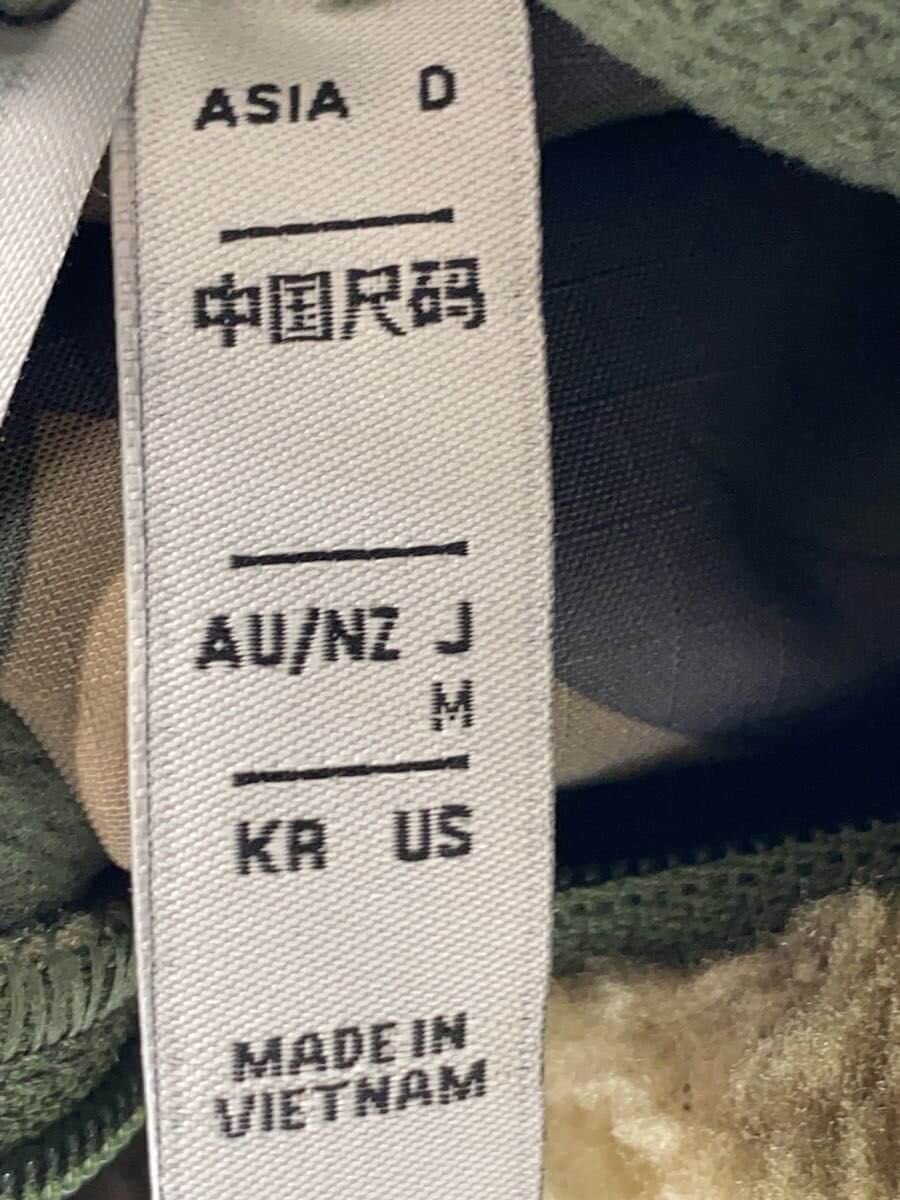 ASIA D
中国尺码
AU/NZ J
M
KR US
MADE IN
VIETNAM